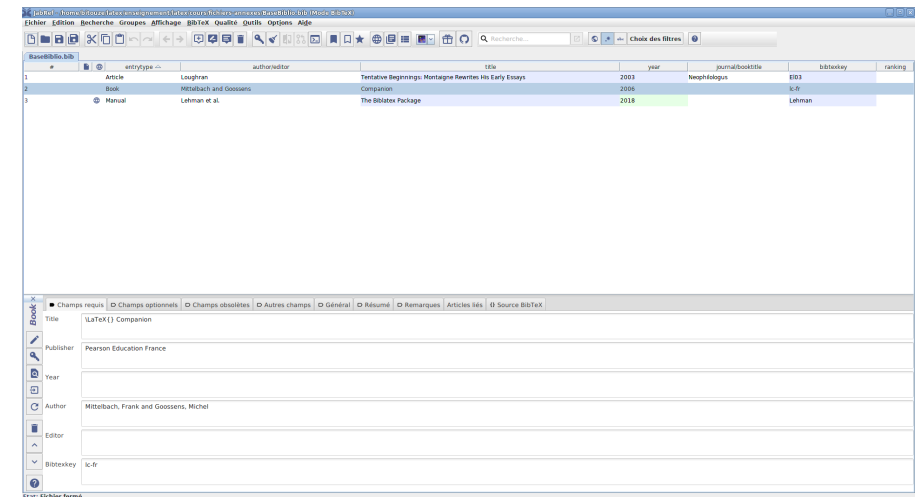 JabRef - /home/bitouze/latex/enseignement/latex-cours/fichiers-annexes/BaseBiblio.bib (Mode BibTeX)
Fichier Edition Recherche Groupes Affichage BibTeX Qualité Outils Options Aide
Recherche... Choix des filtres
BaseBiblio.bib
# entrytype author/editor title year journal/booktitle bibtexkey ranking
1 Article Loughran Tentative Beginnings: Montaigne Rewrites His Early Essays 2003 Neophilologus El03
2 Book Mittelbach and Goossens Companion 2006 lc-fr
3 Manual Lehman et al. The Biblatex Package 2018 Lehman
Book
Champs requis Champs optionnels Champs obsolètes Autres champs Général Résumé Remarques Articles liés {} Source BibTeX
Title \LaTeX{} Companion
Publisher Pearson Education France
Year
Author Mittelbach, Frank and Goossens, Michel
Editor
Bibtexkey lc-fr
Stat: Fichier fermé